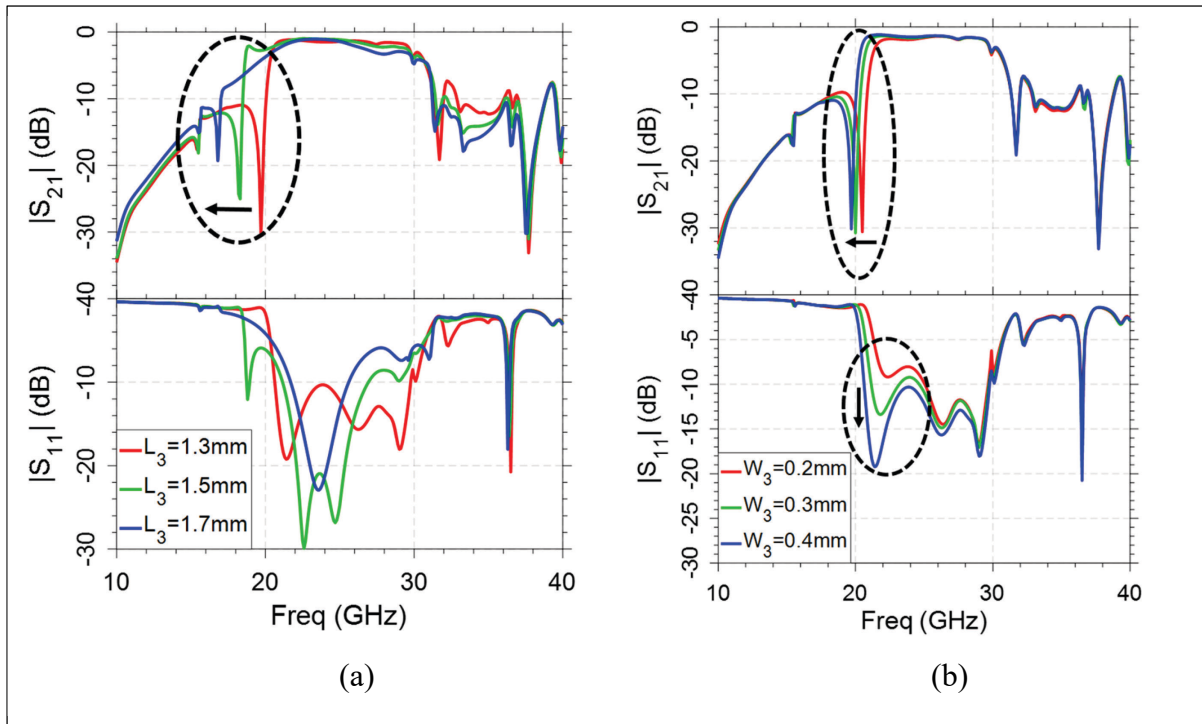 0
-10
-20
-30
-40
|S21| (dB)
-10
-20
-30
|S11| (dB)
L3=1.3mm
L3=1.5mm
L3=1.7mm
10 20 30 40
Freq (GHz)
(a)
0
-10
-20
-30
-40
|S21| (dB)
-5
-10
-15
-20
-25
-30
|S11| (dB)
W3=0.2mm
W3=0.3mm
W3=0.4mm
10 20 30 40
Freq (GHz)
(b)